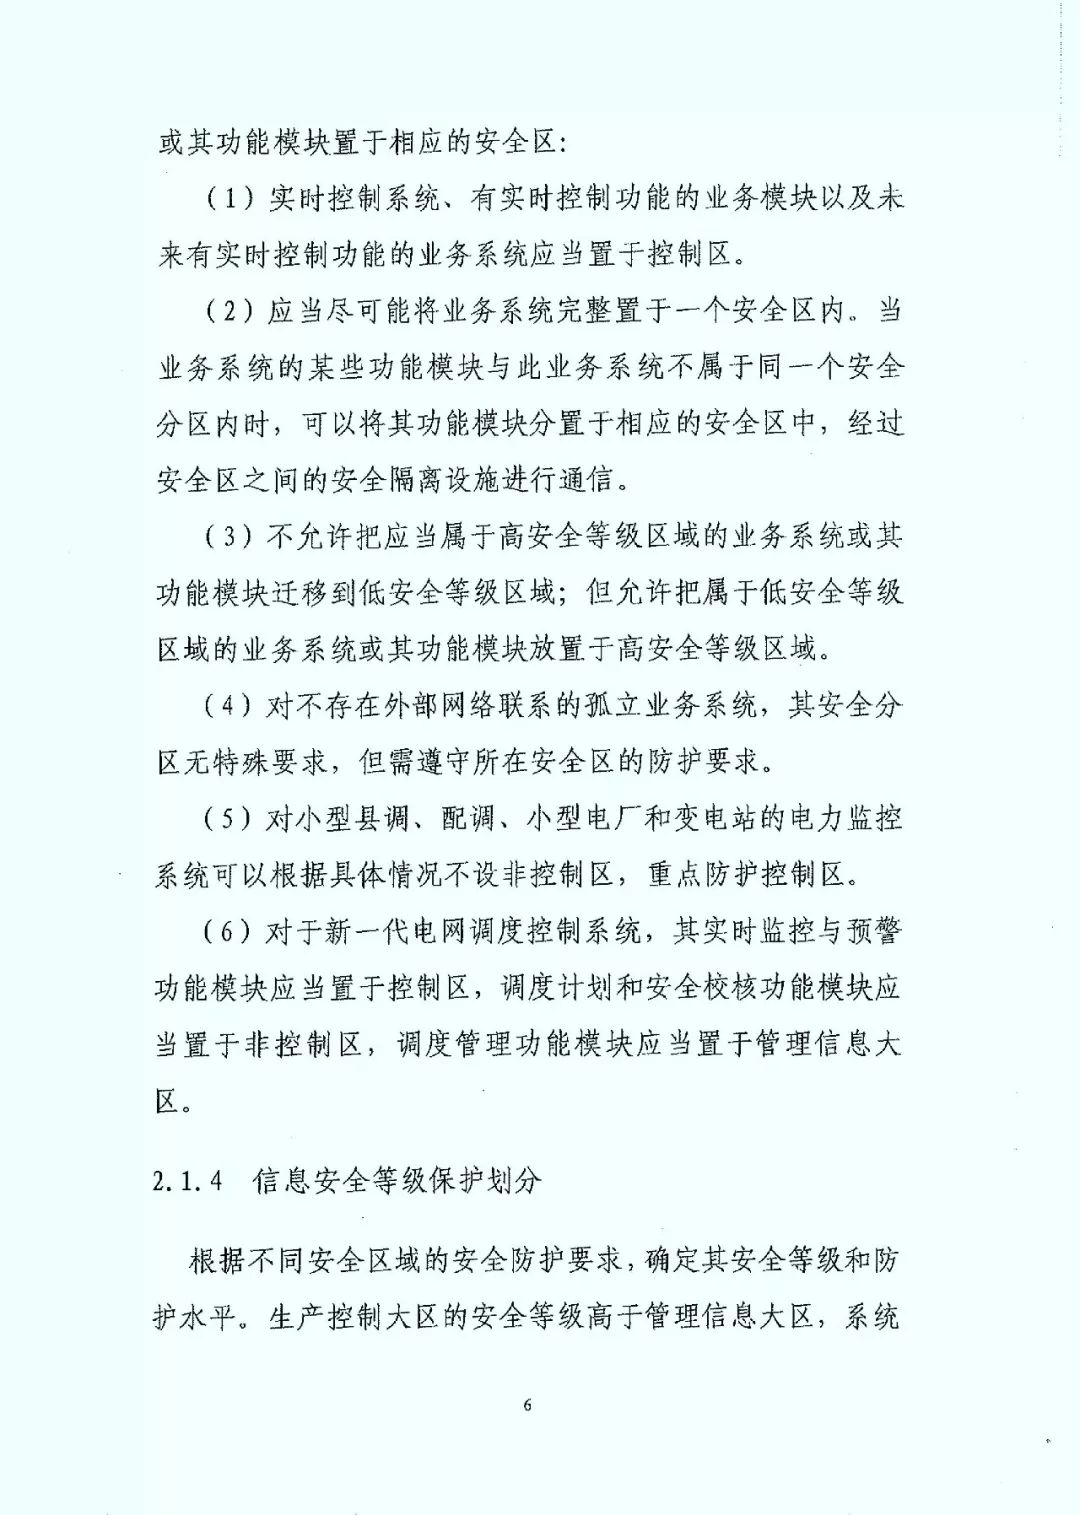 或其功能模块置于相应的安全区:
（1）实时控制系统、有实时控制功能的业务模块以及未
来有实时控制功能的业务系统应当置于控制区。
（2）应当尽可能将业务系统完整置于一个安全区内。当
业务系统的某些功能模块与此业务系统不属于同一个安全
分区内时，可以将其功能模块分置于相应的安全区中，经过
安全区之间的安全隔离设施进行通信。
（3）不允许把应当属于高安全等级区域的业务系统或其
功能模块迁移到低安全等级区域；但允许把属于低安全等级
区域的业务系统或其功能模块放置于高安全等级区域。
（4）对不存在外部网络联系的孤立业务系统，其安全分
区无特殊要求，但需遵守所在安全区的防护要求。
（5）对小型县调、配调、小型电厂和变电站的电力监控
系统可以根据具体情况不设非控制区，重点防护控制区。
（6）对于新一代电网调度控制系统，其实时监控与预警
功能模块应当置于控制区，调度计划和安全校核功能模块应
当置于非控制区，调度管理功能模块应当置于管理信息大
区。
2.1.4 信息安全等级保护划分
根据不同安全区域的安全防护要求，确定其安全等级和防
护水平。生产控制大区的安全等级高于管理信息大区，系统
6